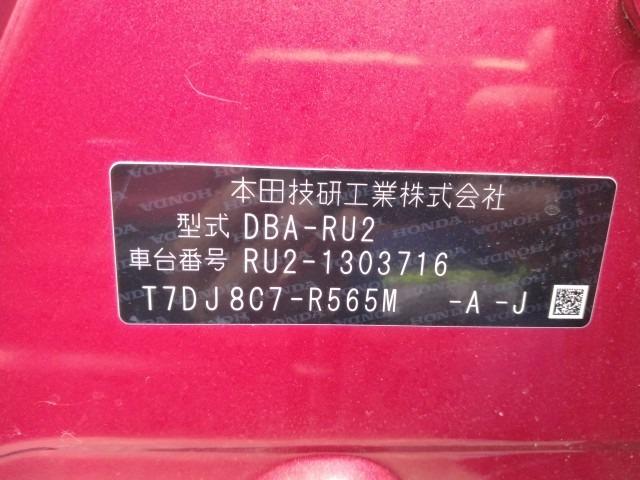 本田技研工業株式会社
型式 DBA-RU2
車台番号 RU2-1303716
T7DJ8C7-R565M -A -J